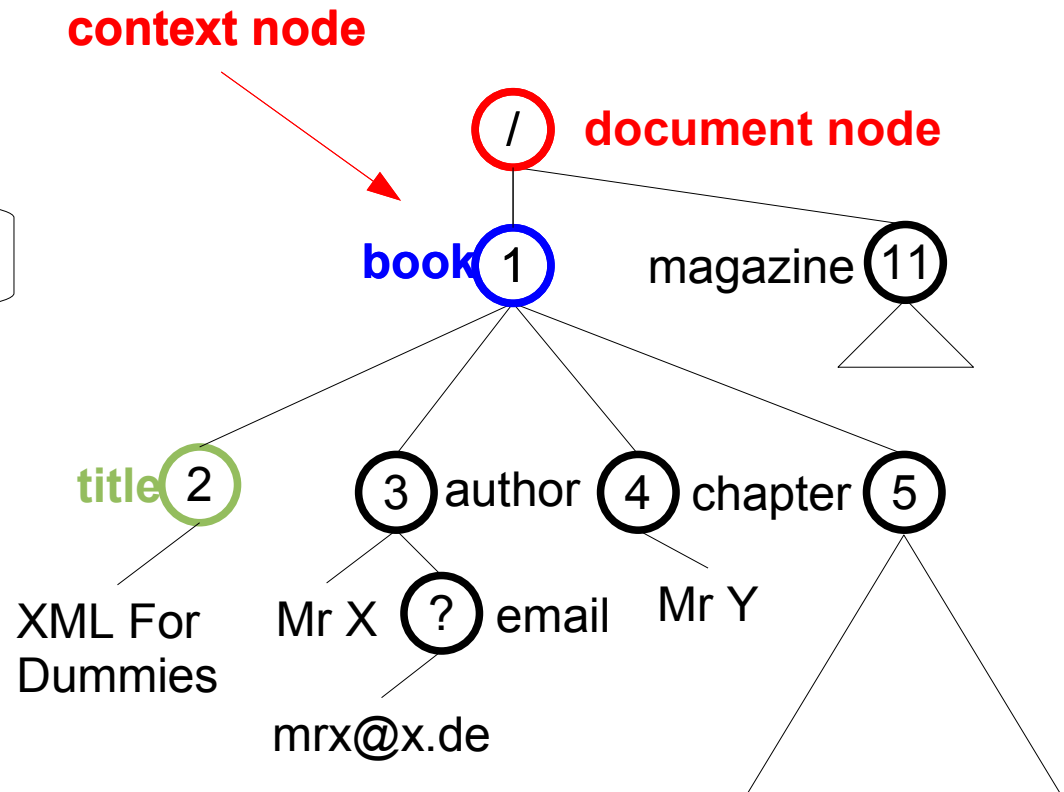 context node
/ document node
book 1 magazine 11
title 2 3 author 4 chapter 5
XML For
Dummies
Mr X ? email Mr Y
mrx@x.de